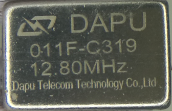 DAPU
011F-C319
12.80MHz
Dapu Telecom Technology Co.,Ltd